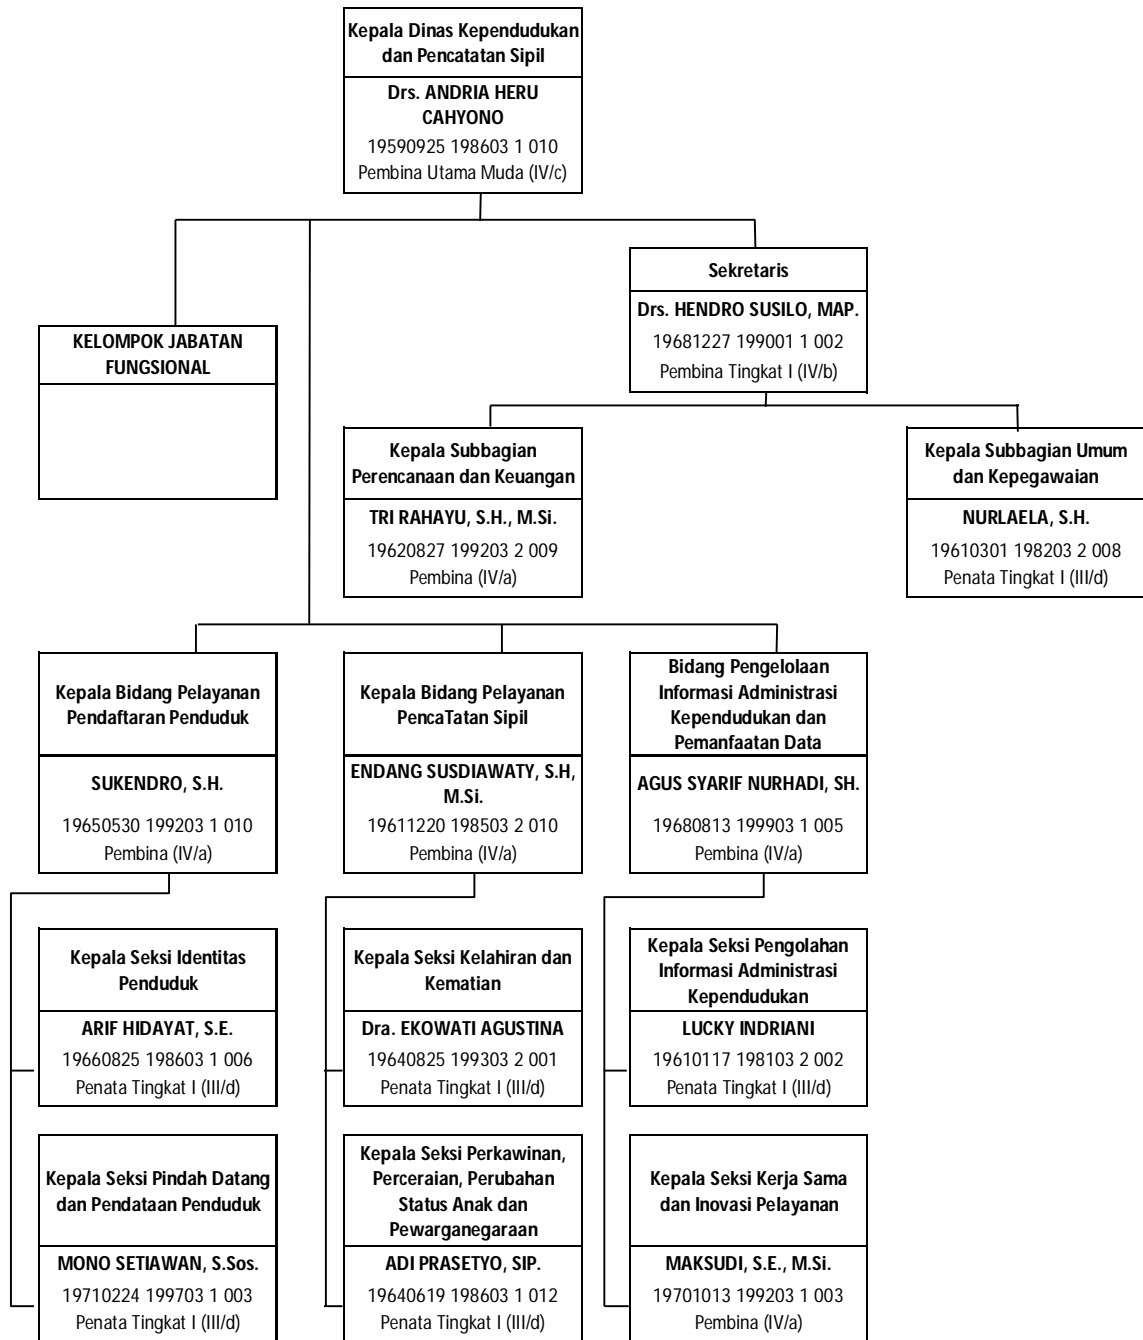 Kepala Dinas Kependudukan
dan Pencatatan Sipil
Drs. ANDRIA HERU
CAHYONO
19590925 198603 1 010
Pembina Utama Muda (IV/c)
Sekretaris
Drs. HENDRO SUSILO, MAP.
19681227 199001 1 002
Pembina Tingkat I (IV/b)
KELOMPOK JABATAN
FUNGSIONAL
Kepala Subbagian
Perencanaan dan Keuangan
TRI RAHAYU, S.H., M.Si.
19620827 199203 2 009
Pembina (IV/a)
Kepala Subbagian Umum
dan Kepegawaian
NURLAELA, S.H.
19610301 198203 2 008
Penata Tingkat I (III/d)
Kepala Bidang Pelayanan
Pendaftaran Penduduk
SUKENDRO, S.H.
19650530 199203 1 010
Pembina (IV/a)
Kepala Bidang Pelayanan
PencaTatan Sipil
ENDANG SUSDIAWATY, S.H,
M.Si.
19611220 198503 2 010
Pembina (IV/a)
Bidang Pengelolaan
Informasi Administrasi
Kependudukan dan
Pemanfaatan Data
AGUS SYARIF NURHADI, SH.
19680813 199903 1 005
Pembina (IV/a)
Kepala Seksi Identitas
Penduduk
ARIF HIDAYAT, S.E.
19660825 198603 1 006
Penata Tingkat I (III/d)
Kepala Seksi Kelahiran dan
Kematian
Dra. EKOWATI AGUSTINA
19640825 199303 2 001
Penata Tingkat I (III/d)
Kepala Seksi Pengolahan
Informasi Administrasi
Kependudukan
LUCKY INDRIANI
19610117 198103 2 002
Penata Tingkat I (III/d)
Kepala Seksi Pindah Datang
dan Pendataan Penduduk
MONO SETIAWAN, S.Sos.
19710224 199703 1 003
Penata Tingkat I (III/d)
Kepala Seksi Perkawinan,
Perceraian, Perubahan
Status Anak dan
Pewarganegaraan
ADI PRASETYO, SIP.
19640619 198603 1 012
Penata Tingkat I (III/d)
Kepala Seksi Kerja Sama
dan Inovasi Pelayanan
MAKSUDI, S.E., M.Si.
19701013 199203 1 003
Pembina (IV/a)